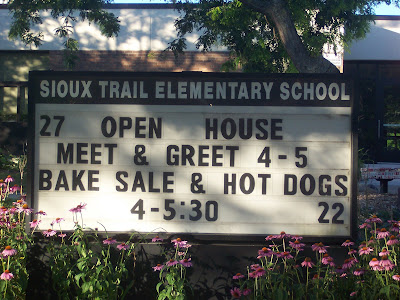 SIOUX TRAIL ELEMENTARY SCHOOL
27 OPEN HOUSE
MEET & GREET 4-5
BAKE SALE & HOT DOGS
4-5:30 22